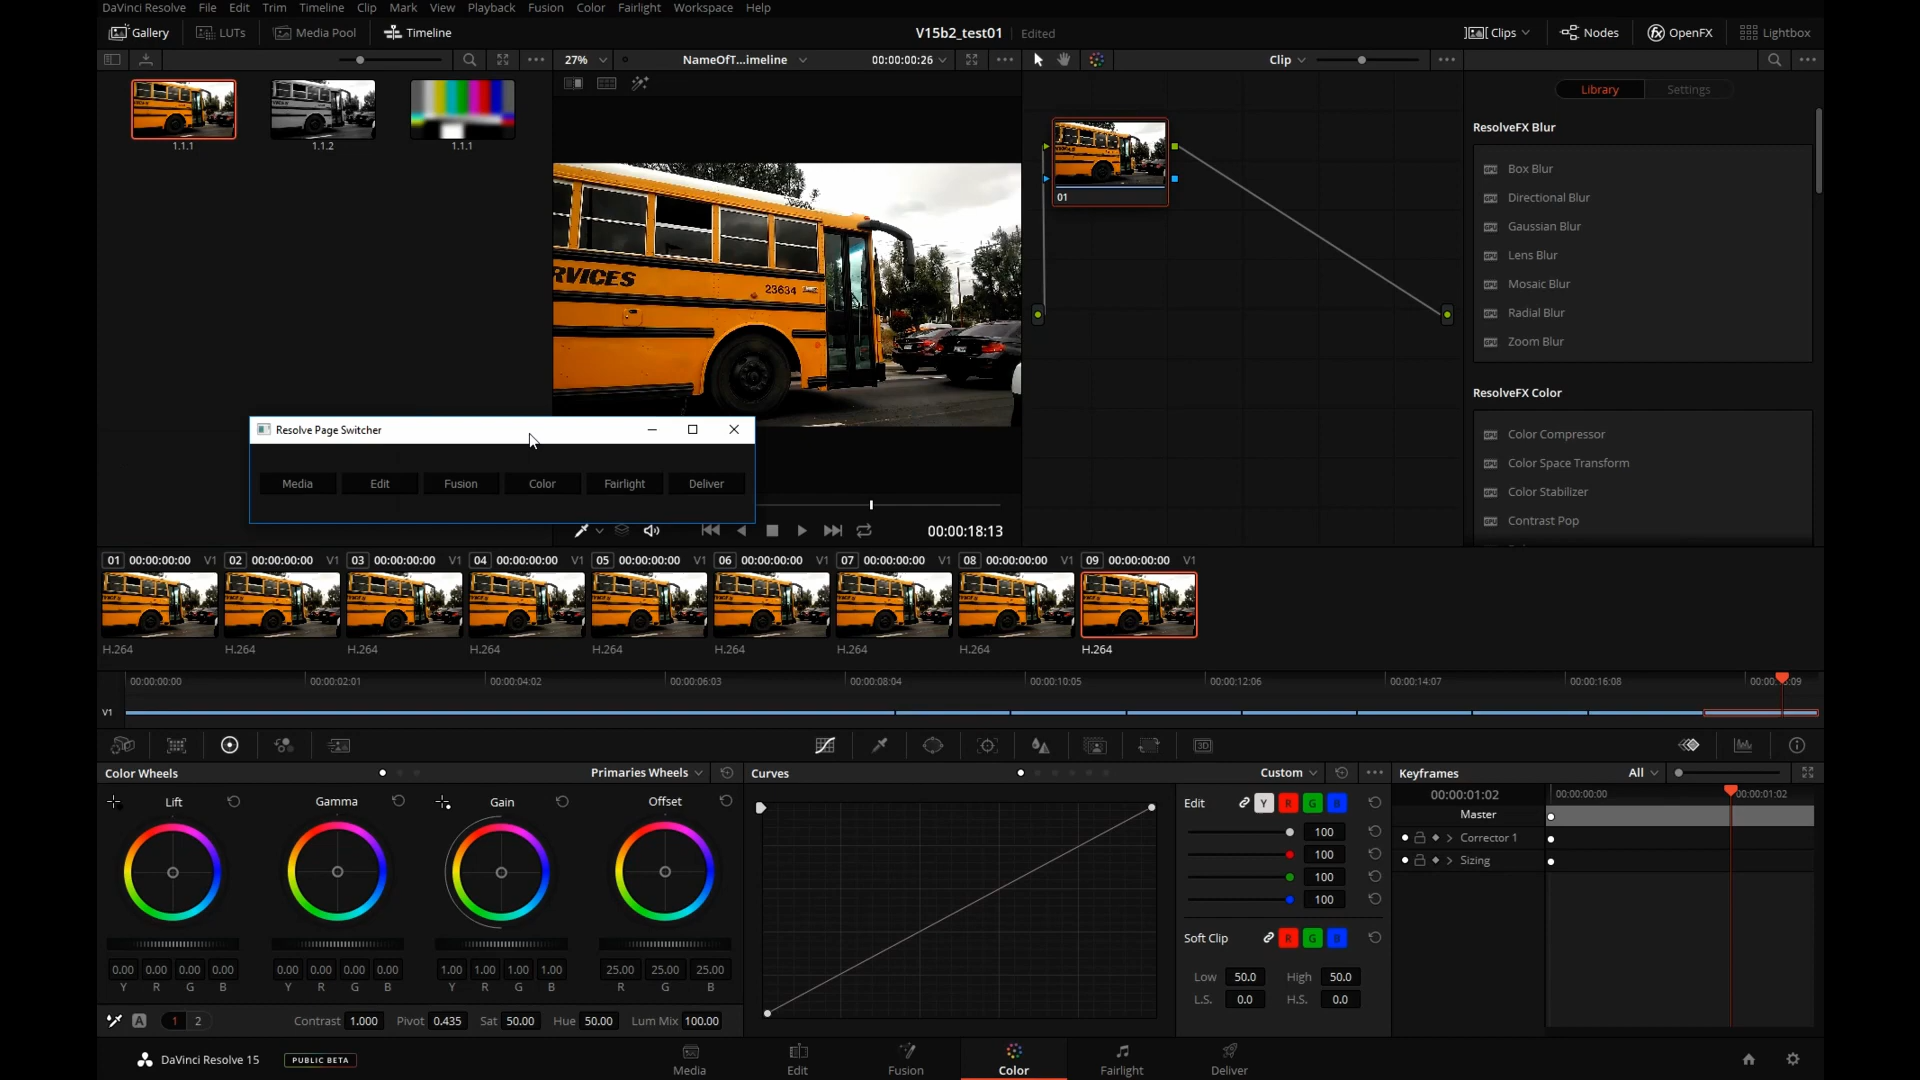 DaVinci Resolve File Edit Trim Timeline Clip Mark View Playback Fusion Color Fairlight Workspace Help
Gallery LUTs Media Pool Timeline V15b2_test01 Edited Clips Nodes OpenFX Lightbox
27% NameOfT...imeline 00:00:00:26 Clip
Library Settings
1.1.1 1.1.2 1.1.1
ResolveFX Blur
Box Blur
Directional Blur
Gaussian Blur
Lens Blur
Mosaic Blur
Radial Blur
Zoom Blur
ResolveFX Color
Color Compressor
Color Space Transform
Color Stabilizer
Contrast Pop
01
RVICES
23634
Resolve Page Switcher
Media Edit Fusion Color Fairlight Deliver
00:00:18:13
01 00:00:00:00 V1 02 00:00:00:00 V1 03 00:00:00:00 V1 04 00:00:00:00 V1 05 00:00:00:00 V1 06 00:00:00:00 V1 07 00:00:00:00 V1 08 00:00:00:00 V1 09 00:00:00:00 V1
H.264 H.264 H.264 H.264 H.264 H.264 H.264 H.264 H.264
00:00:00:00 00:00:02:01 00:00:04:02 00:00:06:03 00:00:08:04 00:00:10:05 00:00:12:06 00:00:14:07 00:00:16:08
V1
3D
Color Wheels Primaries Wheels Curves Custom Keyframes All
Lift Gamma Gain Offset
0.00 0.00 0.00 0.00 0.00 0.00 0.00 0.00 1.00 1.00 1.00 1.00 25.00 25.00 25.00
Y R G B Y R G B Y R G B R G B
A 1 2 Contrast 1.000 Pivot 0.435 Sat 50.00 Hue 50.00 Lum Mix 100.00
Edit Y R G B
100
100
100
100
Soft Clip R G B
Low 50.0 High 50.0
L.S. 0.0 H.S. 0.0
00:00:01:02 00:00:00:00 00:00:01:02
Master
Corrector 1
Sizing
DaVinci Resolve 15 PUBLIC BETA
Media Edit Fusion Color Fairlight Deliver